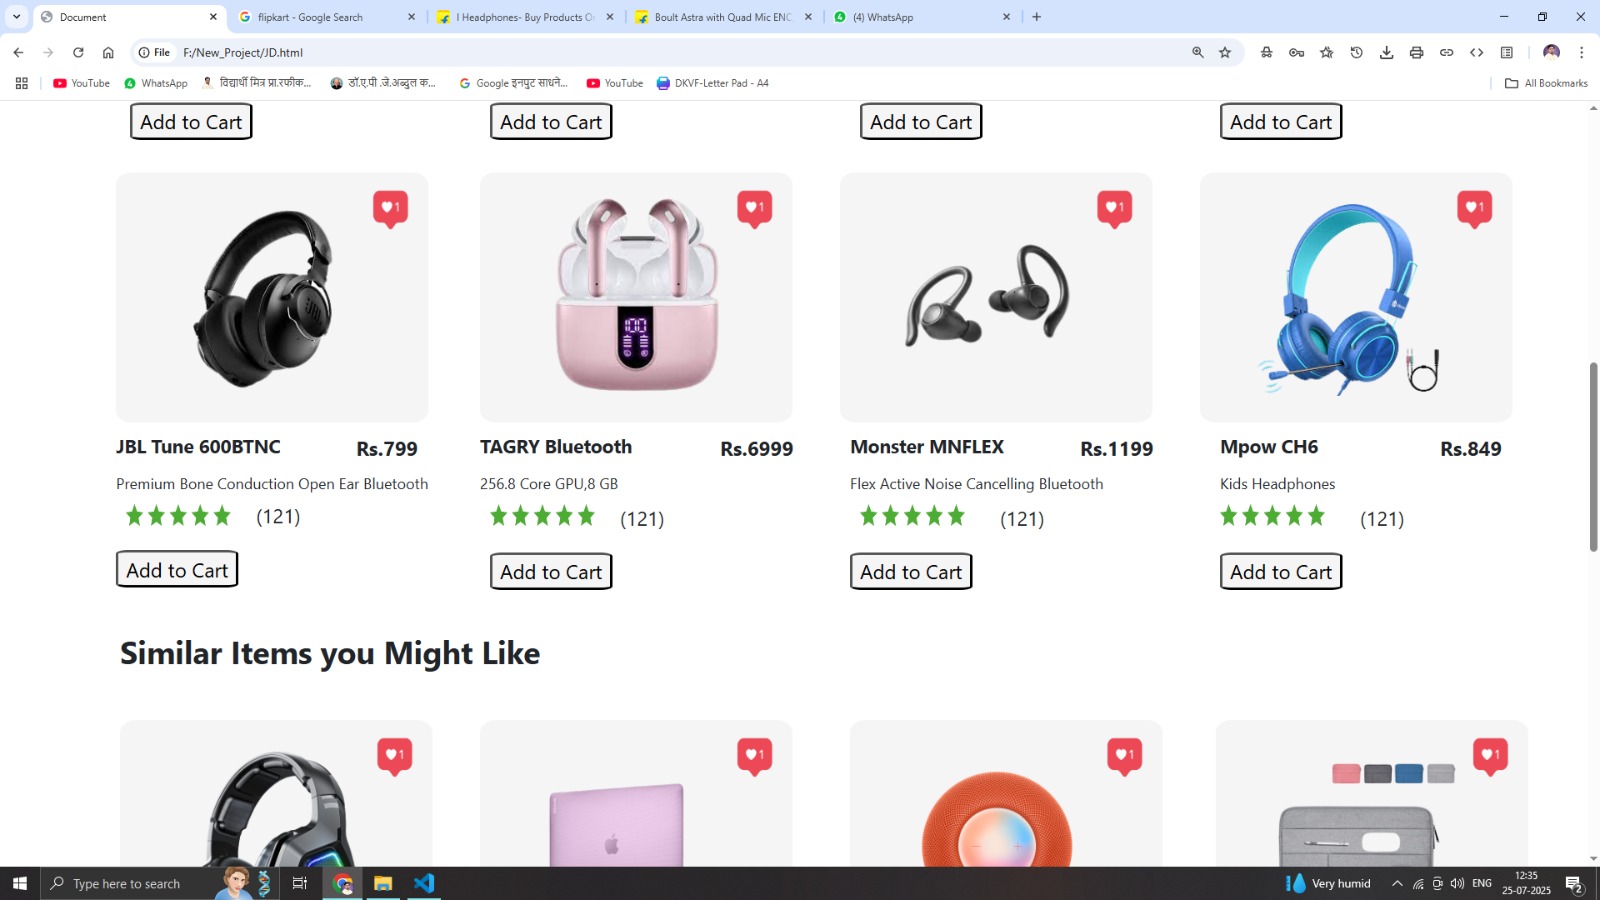 Document
flipkart - Google Search
l Headphones- Buy Products O
Boult Astra with Quad Mic ENC,
(4) WhatsApp
File F:/New_Project/JD.html
YouTube
WhatsApp
विद्यार्थी मित्र प्रा.रफीक...
डॉ.ए.पी .जे.अब्दुल क...
Google इनपुट साधने...
YouTube
DKVF-Letter Pad - A4
All Bookmarks
Add to Cart Add to Cart Add to Cart Add to Cart
1 1 1 1
JBL
100
JBL Tune 600BTNC Rs.799
Premium Bone Conduction Open Ear Bluetooth
(121)
Add to Cart
TAGRY Bluetooth Rs.6999
256.8 Core GPU,8 GB
(121)
Add to Cart
Monster MNFLEX Rs.1199
Flex Active Noise Cancelling Bluetooth
(121)
Add to Cart
Mpow CH6 Rs.849
Kids Headphones
(121)
Add to Cart
Similar Items you Might Like
1 1 1 1
Type here to search
Very humid
ENG
12:35
25-07-2025
2